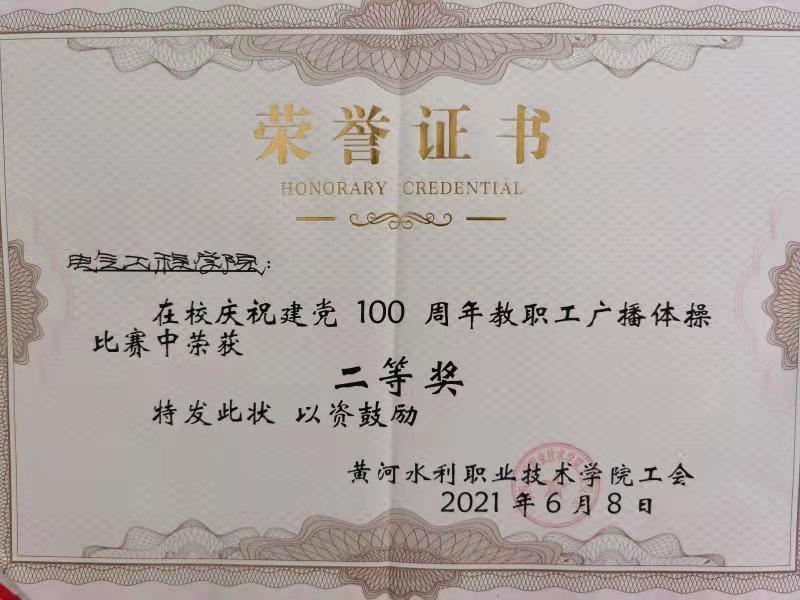 荣誉证书
HONORARY CREDENTIAL
电气工程学院:
在校庆祝建党 100 周年教职工广播体操
比赛中荣获
二等奖
特发此状 以资鼓励
黄河水利职业技术学院工会
2021 年 6 月 8 日